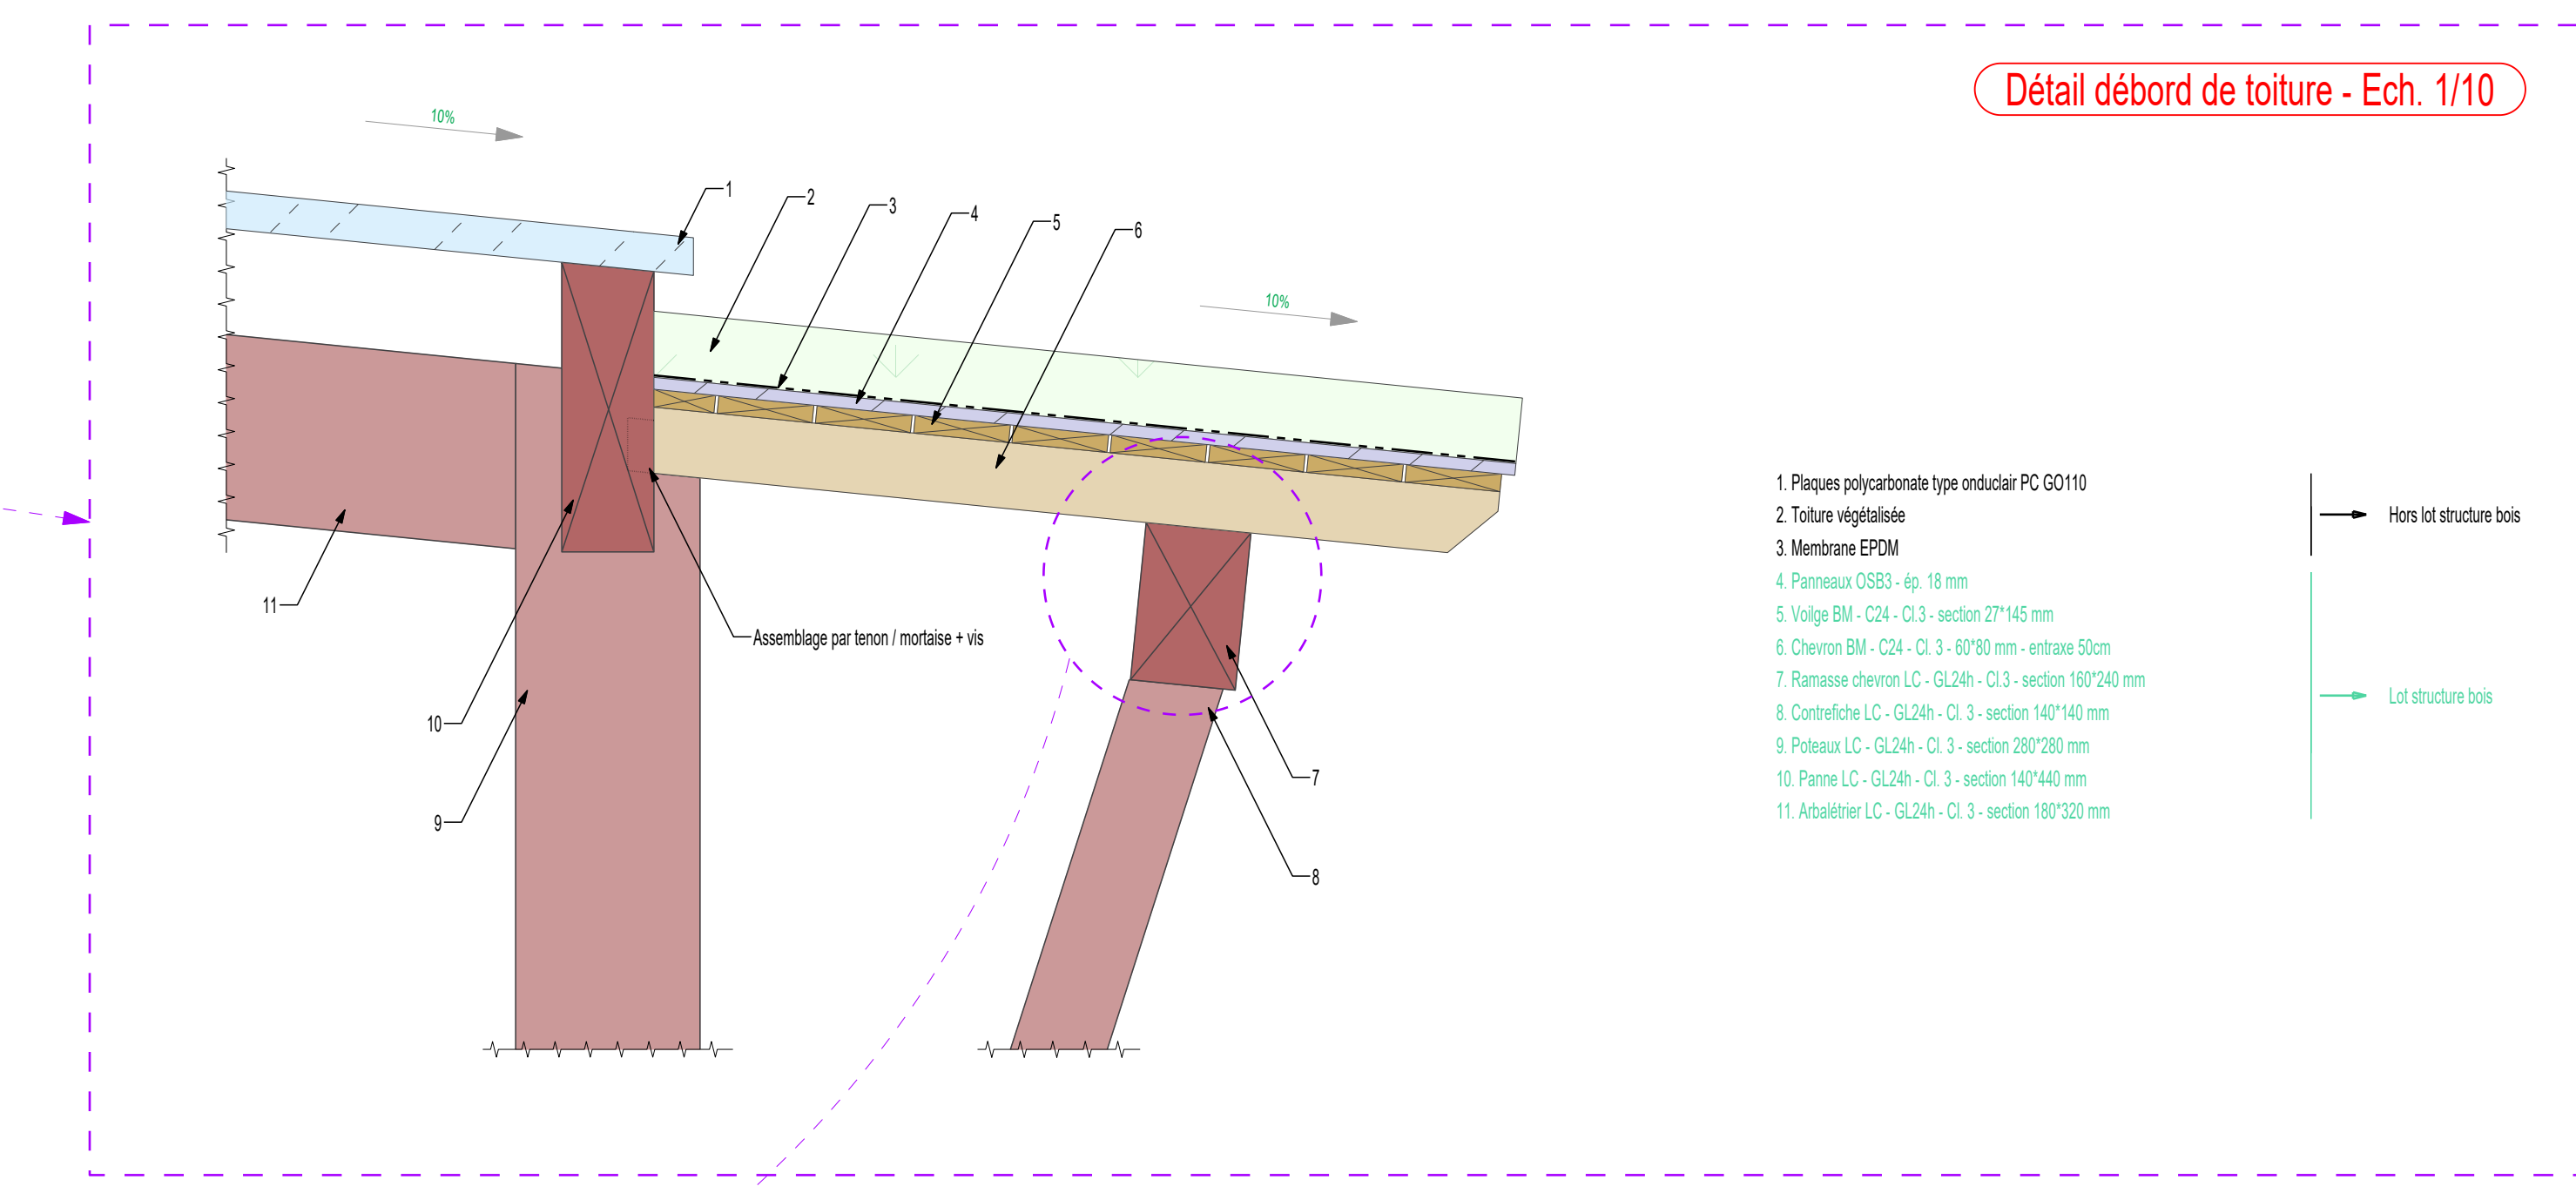 Détail débord de toiture - Ech. 1/10
10%
1
2
3
4
5
6
10%
1. Plaques polycarbonate type onduclair PC GO110
2. Toiture végétalisée
3. Membrane EPDM
Hors lot structure bois
4. Panneaux OSB3 - ép. 18 mm
5. Voilge BM - C24 - Cl.3 - section 27*145 mm
6. Chevron BM - C24 - Cl. 3 - 60*80 mm - entraxe 50cm
7. Ramasse chevron LC - GL24h - Cl.3 - section 160*240 mm
8. Contrefiche LC - GL24h - Cl. 3 - section 140*140 mm
9. Poteaux LC - GL24h - Cl. 3 - section 280*280 mm
10. Panne LC - GL24h - Cl. 3 - section 140*440 mm
11. Arbalétrier LC - GL24h - Cl. 3 - section 180*320 mm
Lot structure bois
11
Assemblage par tenon / mortaise + vis
10
7
9
8